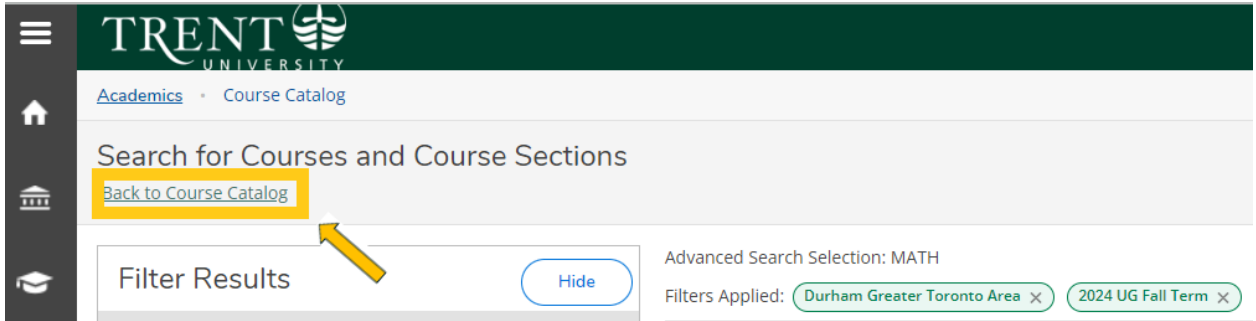 TRENT
UNIVERSITY
Academics • Course Catalog
Search for Courses and Course Sections
Back to Course Catalog
Filter Results
Hide
Advanced Search Selection: MATH
Filters Applied: Durham Greater Toronto Area × 2024 UG Fall Term ×